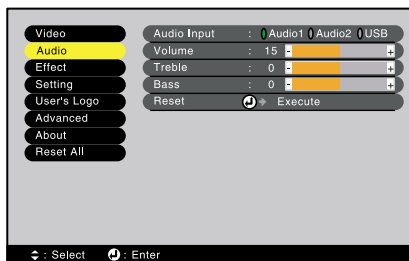 Video
Audio
Effect
Setting
User's Logo
Advanced
About
Reset All
Audio Input : Audio1 Audio2 USB
Volume : 15 - +
Treble : 0 - +
Bass : 0 - +
Reset Execute
: Select : Enter